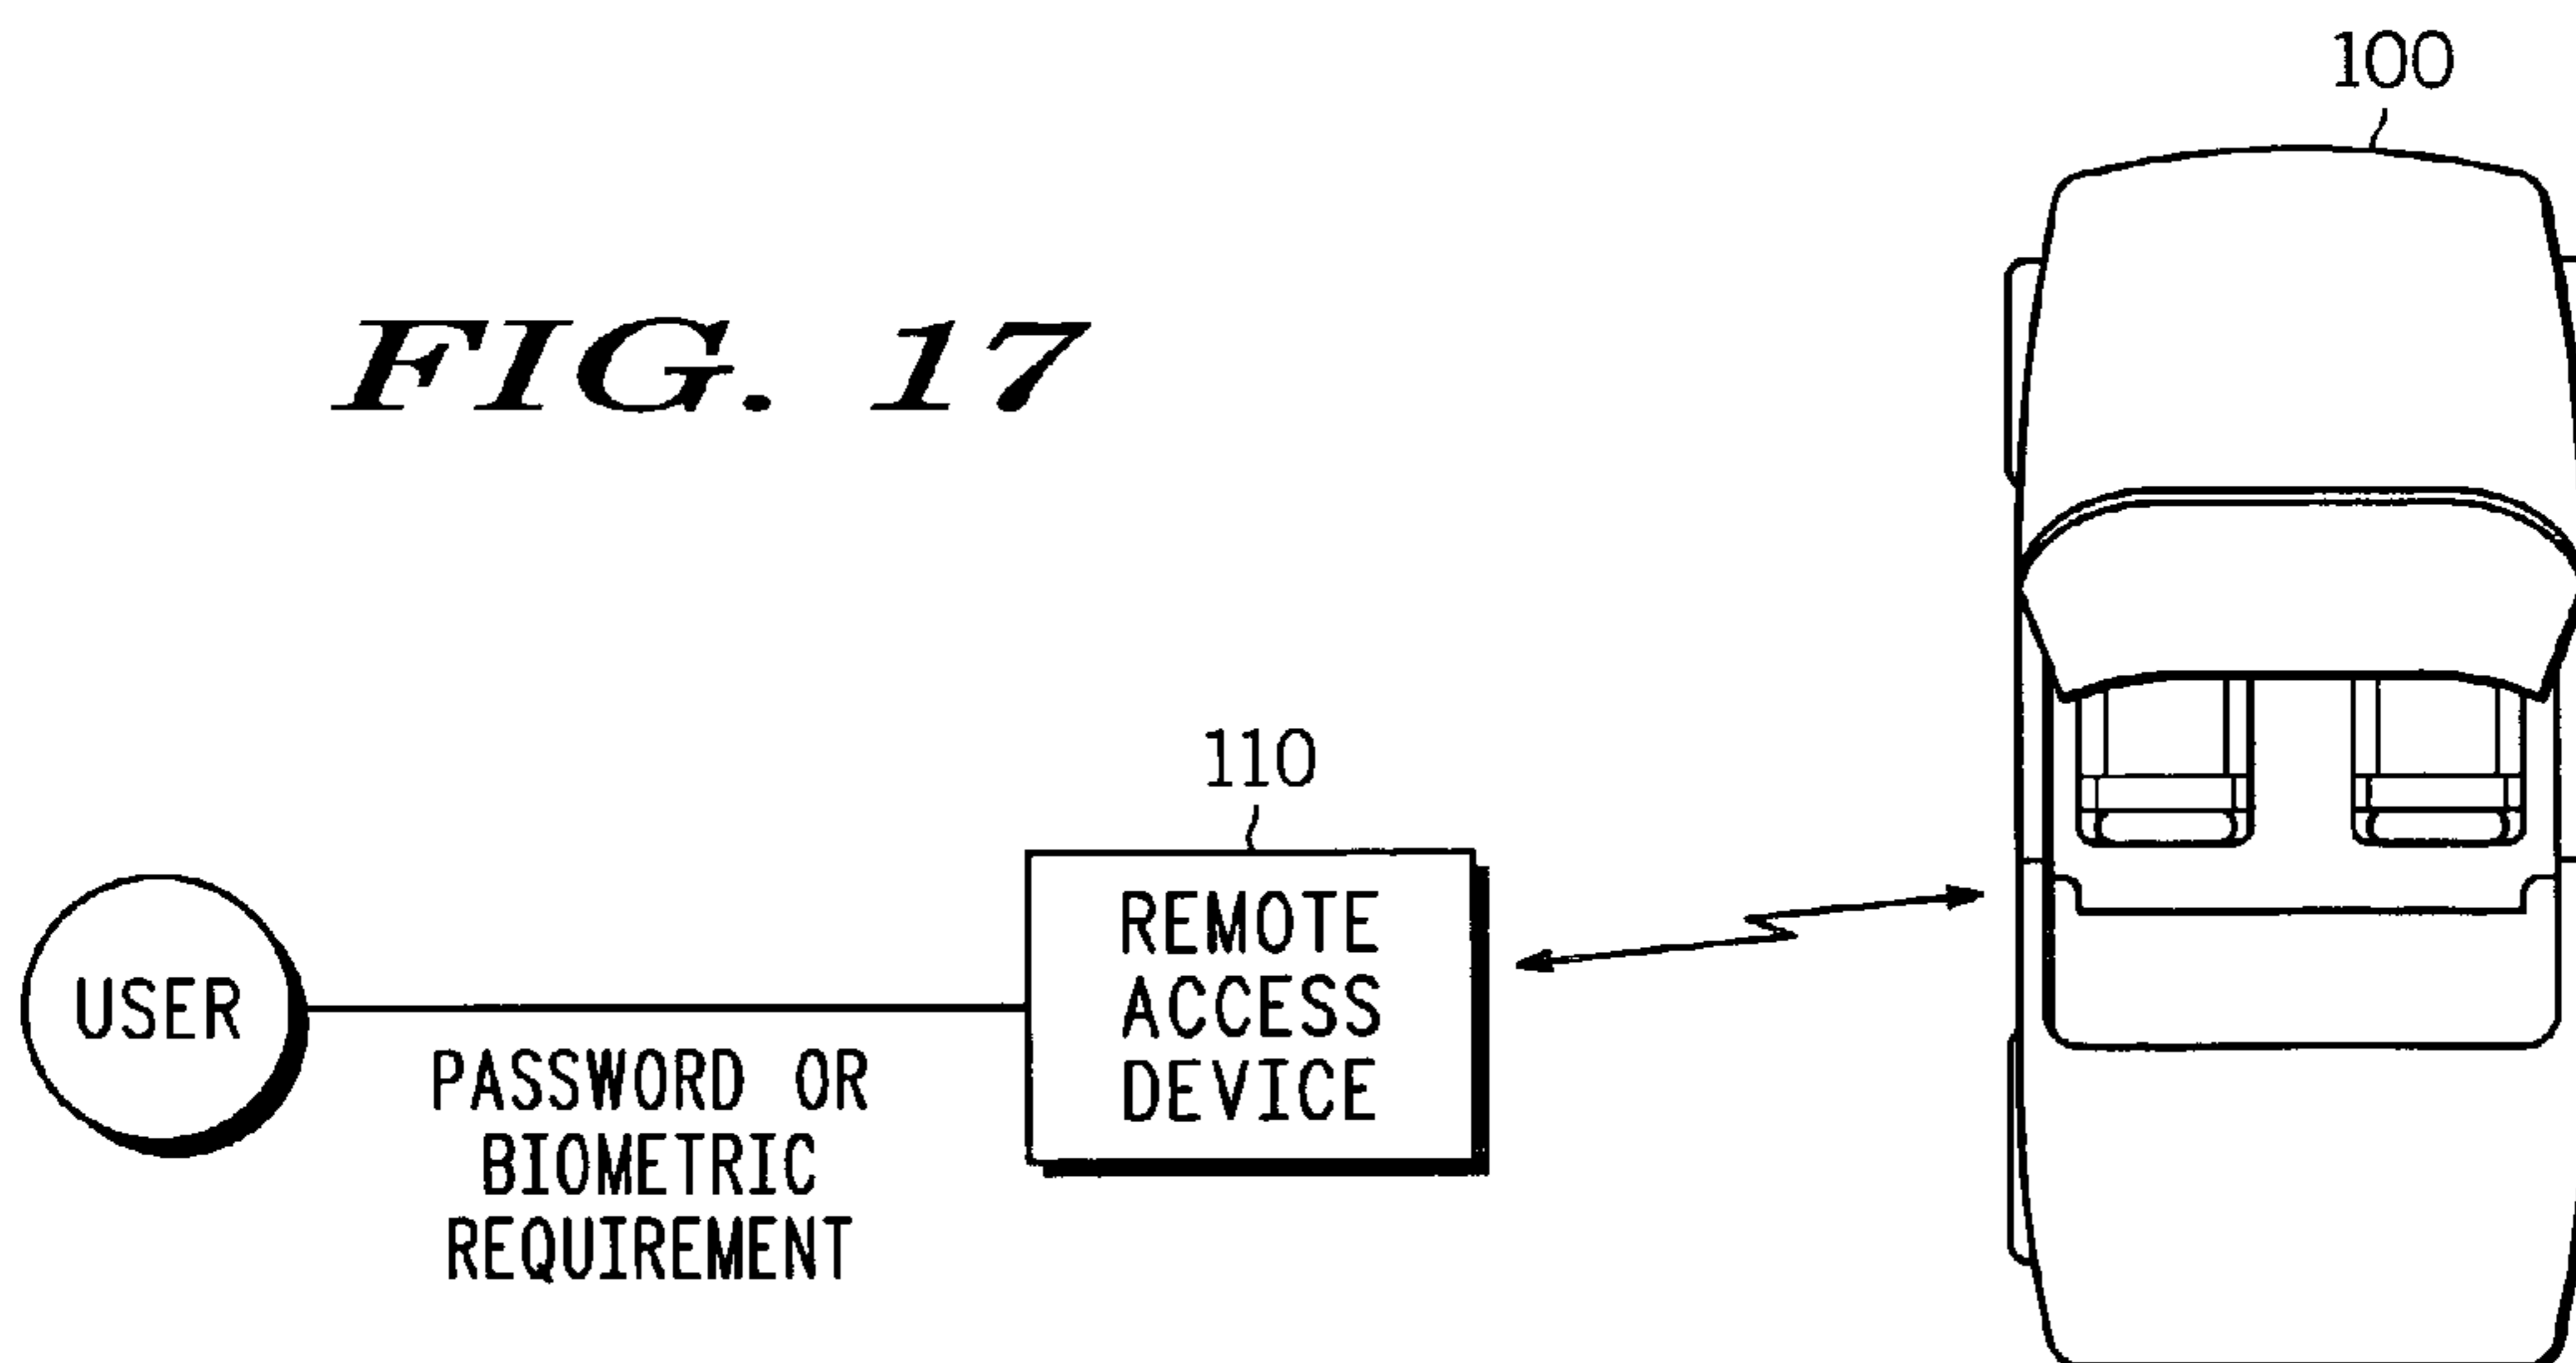 100
FIG. 17
110
REMOTE
ACCESS
DEVICE
USER
PASSWORD OR
BIOMETRIC
REQUIREMENT